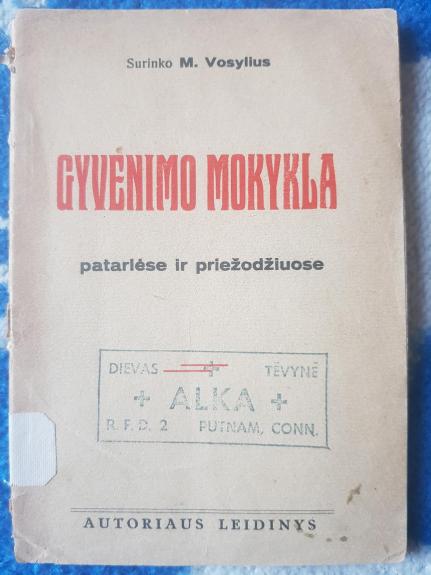 Surinko M. Vosylius
GYVENIMO MOKYKLA
patarlėse ir priežodžiuose
DIEVAS + TĖVYNĖ
+ ALKA +
R. F. D. 2 PUTNAM, CONN.
AUTORIAUS LEIDINYS